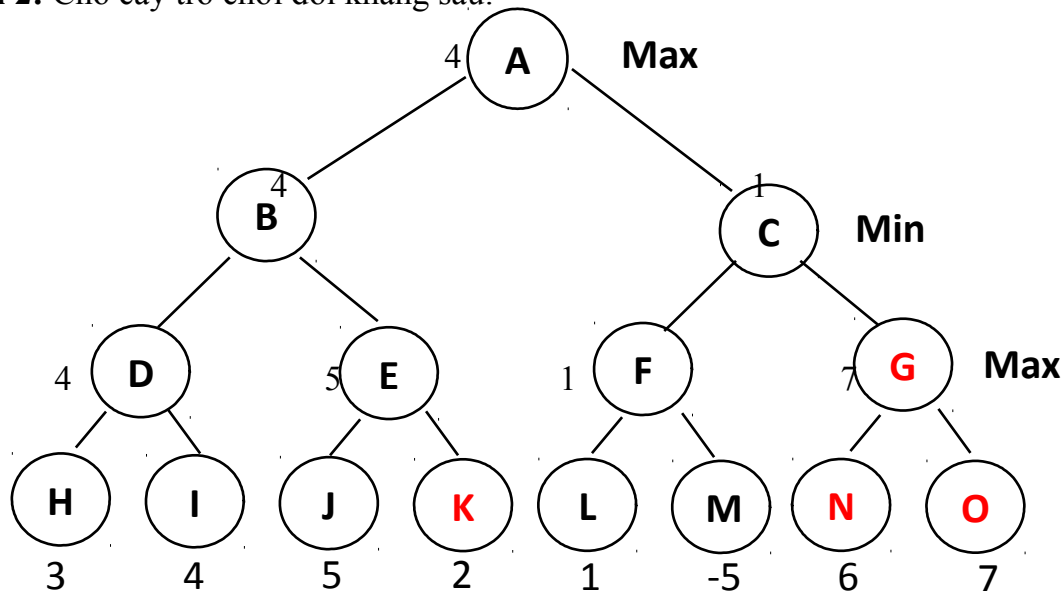 2: Cho cây trò chơi đối kháng sau:
4 A Max
4 B
1 C Min
4 D 5 E 1 F 7 G Max
H I J K L M N O
3 4 5 2 1 -5 6 7